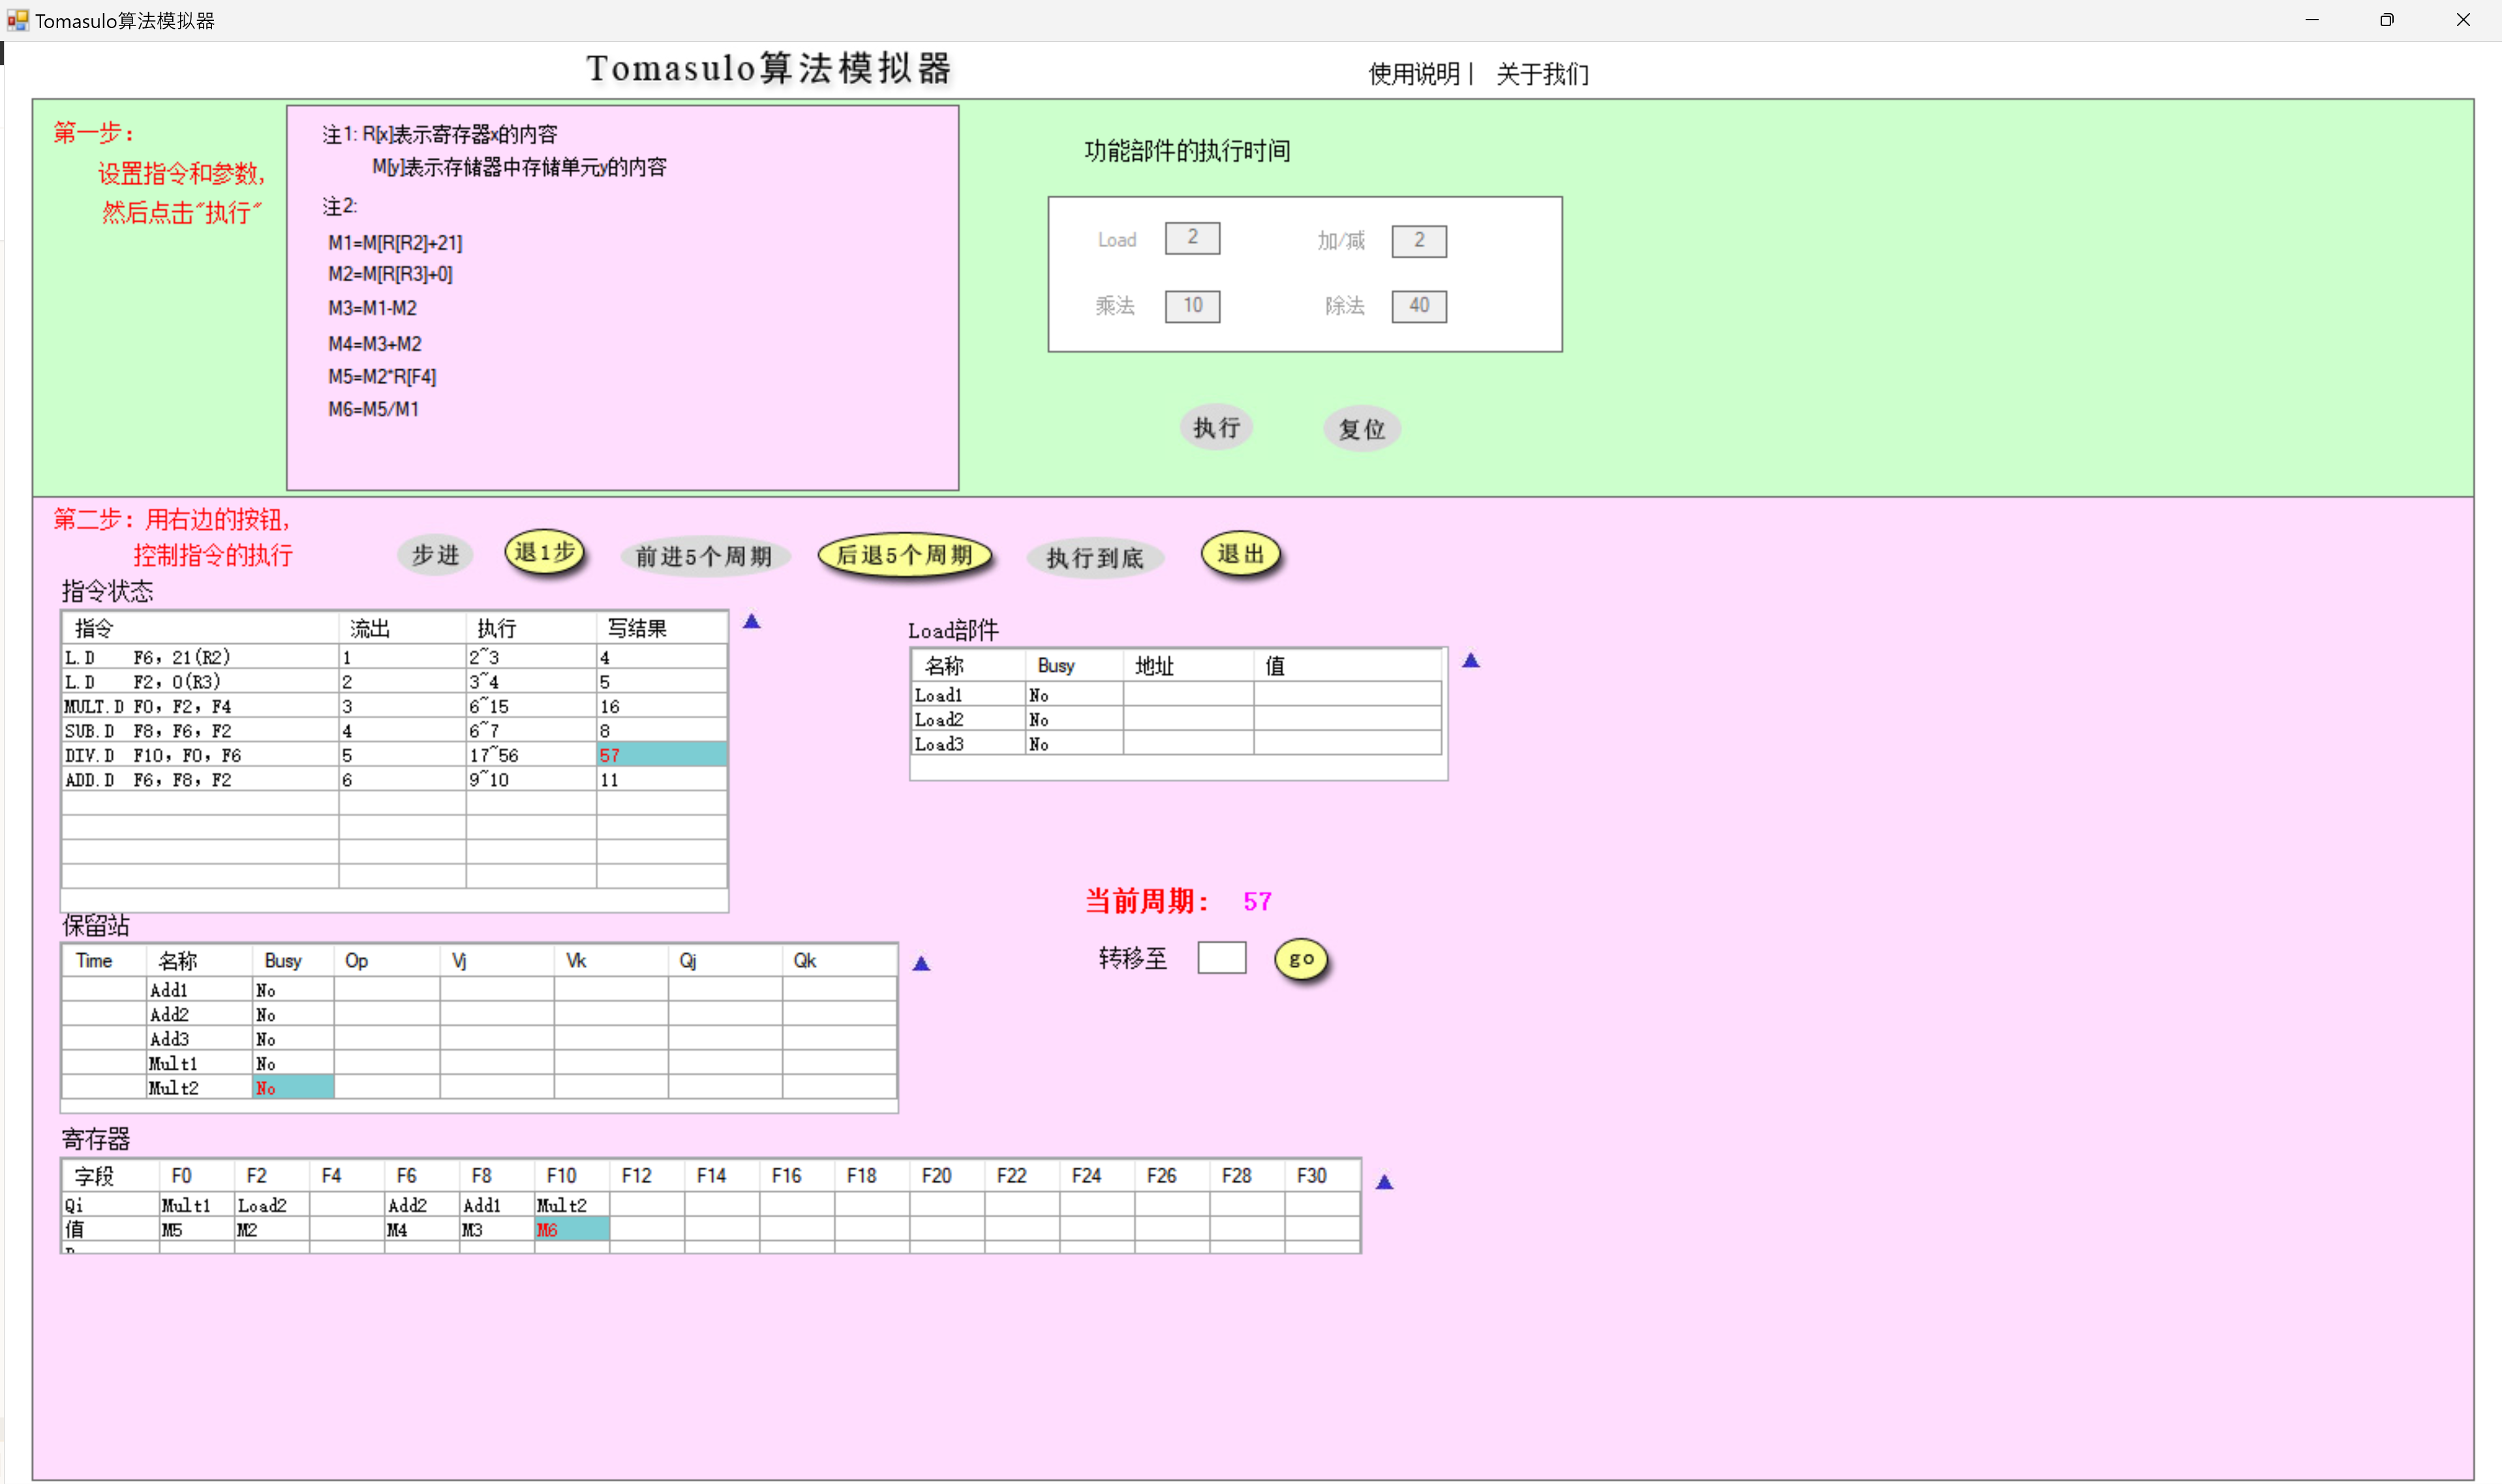 Tomasulo算法模拟器
Tomasulo算法模拟器
使用说明 | 关于我们
第一步：
设置指令和参数,
然后点击"执行"
注1: R[x]表示寄存器x的内容
M[y]表示存储器中存储单元y的内容
注2:
M1=M[R[R2]+21]
M2=M[R[R3]+0]
M3=M1-M2
M4=M3+M2
M5=M2*R[F4]
M6=M5/M1
功能部件的执行时间
Load 2 加/减 2
乘法 10 除法 40
执行 复位
第二步：用右边的按钮,
控制指令的执行
步进 退1步 前进5个周期 后退5个周期 执行到底 退出
指令状态
指令 流出 执行 写结果
L.D F6, 21(R2) 1 2~3 4
L.D F2, 0(R3) 2 3~4 5
MULT.D F0, F2, F4 3 6~15 16
SUB.D F8, F6, F2 4 6~7 8
DIV.D F10, F0, F6 5 17~56 57
ADD.D F6, F8, F2 6 9~10 11
Load部件
名称 Busy 地址 值
Load1 No
Load2 No
Load3 No
当前周期: 57
转移至 go
保留站
Time 名称 Busy Op Vj Vk Qj Qk
Add1 No
Add2 No
Add3 No
Mult1 No
Mult2 No
寄存器
字段 F0 F2 F4 F6 F8 F10 F12 F14 F16 F18 F20 F22 F24 F26 F28 F30
Qi Mult1 Load2 Add2 Add1 Mult2
值 M5 M2 M4 M3 M6